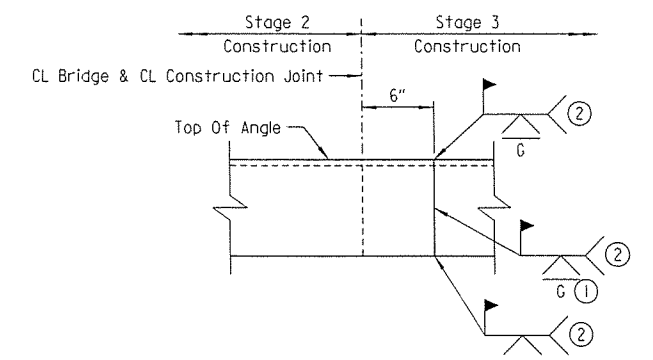 Stage 2
Construction
Stage 3
Construction
CL Bridge & CL Construction Joint
6"
Top Of Angle
2
G
2
G 1
2